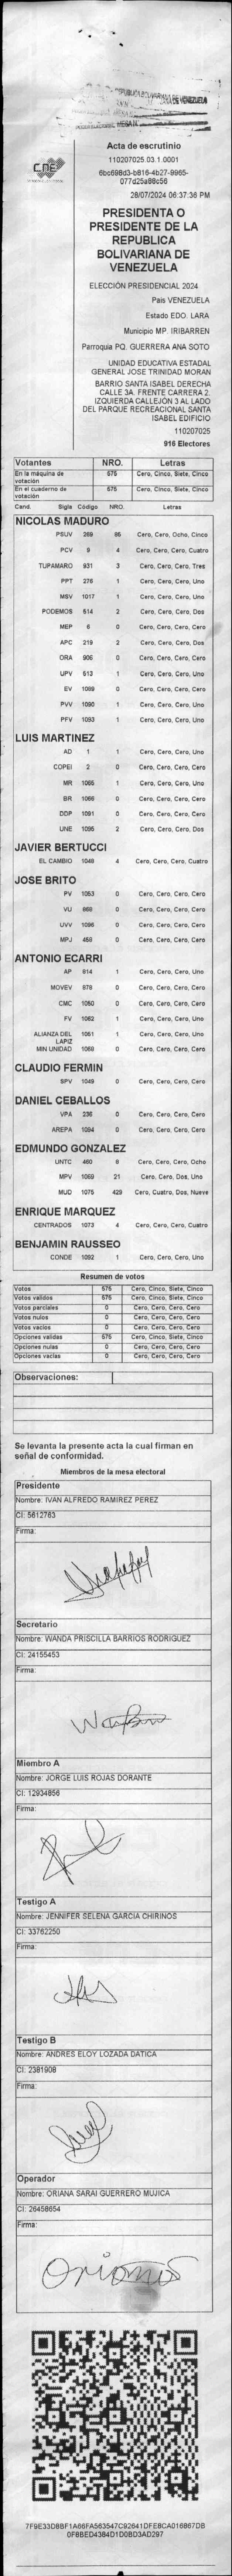 REPUBLICA BOLIVARIANA DE VENEZUELA
CNE
Acta de escrutinio
110207025.03.1.0001
6bc698d3-b816-4b27-9965-
077d25a88c56
28/07/2024 06:37:36 PM
PRESIDENTA O
PRESIDENTE DE LA
REPUBLICA
BOLIVARIANA DE
VENEZUELA
ELECCIÓN PRESIDENCIAL 2024
Pais VENEZUELA
Estado EDO. LARA
Municipio MP. IRIBARREN
Parroquia PQ. GUERRERA ANA SOTO
UNIDAD EDUCATIVA ESTADAL
GENERAL JOSE TRINIDAD MORAN
BARRIO SANTA ISABEL DERECHA
CALLE 3A. FRENTE CARRERA 2.
IZQUIERDA CALLEJÓN 3 AL LADO
DEL PARQUE RECREACIONAL SANTA
ISABEL EDIFICIO
110207025
916 Electores
Votantes NRO. Letras
En la máquina de votación 575 Cero, Cinco, Siete, Cinco
En el cuaderno de votación 575 Cero, Cinco, Siete, Cinco
Cand. Sigla Código NRO. Letras
NICOLAS MADURO
PSUV 269 85 Cero, Cero, Ocho, Cinco
PCV 9 4 Cero, Cero, Cero, Cuatro
TUPAMARO 931 3 Cero, Cero, Cero, Tres
PPT 276 1 Cero, Cero, Cero, Uno
MSV 1017 1 Cero, Cero, Cero, Uno
PODEMOS 514 2 Cero, Cero, Cero, Dos
MEP 6 0 Cero, Cero, Cero, Cero
APC 219 2 Cero, Cero, Cero, Dos
ORA 906 0 Cero, Cero, Cero, Cero
UPV 513 1 Cero, Cero, Cero, Uno
EV 1089 0 Cero, Cero, Cero, Cero
PVV 1090 1 Cero, Cero, Cero, Uno
PFV 1093 1 Cero, Cero, Cero, Uno
LUIS MARTINEZ
AD 1 1 Cero, Cero, Cero, Uno
COPEI 2 0 Cero, Cero, Cero, Cero
MR 1065 1 Cero, Cero, Cero, Uno
BR 1066 0 Cero, Cero, Cero, Cero
DDP 1091 0 Cero, Cero, Cero, Cero
UNE 1095 2 Cero, Cero, Cero, Dos
JAVIER BERTUCCI
EL CAMBIO 1048 4 Cero, Cero, Cero, Cuatro
JOSE BRITO
PV 1053 0 Cero, Cero, Cero, Cero
VU 868 0 Cero, Cero, Cero, Cero
UVV 1096 0 Cero, Cero, Cero, Cero
MPJ 458 0 Cero, Cero, Cero, Cero
ANTONIO ECARRI
AP 814 1 Cero, Cero, Cero, Uno
MOVEV 878 0 Cero, Cero, Cero, Cero
CMC 1050 0 Cero, Cero, Cero, Cero
FV 1062 1 Cero, Cero, Cero, Uno
ALIANZA DEL LAPIZ 1051 1 Cero, Cero, Cero, Uno
MIN UNIDAD 1068 0 Cero, Cero, Cero, Cero
CLAUDIO FERMIN
SPV 1049 0 Cero, Cero, Cero, Cero
DANIEL CEBALLOS
VPA 236 0 Cero, Cero, Cero, Cero
AREPA 1094 0 Cero, Cero, Cero, Cero
EDMUNDO GONZALEZ
UNTC 460 8 Cero, Cero, Cero, Ocho
MPV 1069 21 Cero, Cero, Dos, Uno
MUD 1075 429 Cero, Cuatro, Dos, Nueve
ENRIQUE MARQUEZ
CENTRADOS 1073 4 Cero, Cero, Cero, Cuatro
BENJAMIN RAUSSEO
CONDE 1092 1 Cero, Cero, Cero, Uno
Resumen de votos
Votos 575 Cero, Cinco, Siete, Cinco
Votos validos 575 Cero, Cinco, Siete, Cinco
Votos parciales 0 Cero, Cero, Cero, Cero
Votos nulos 0 Cero, Cero, Cero, Cero
Votos vacios 0 Cero, Cero, Cero, Cero
Opciones validas 575 Cero, Cinco, Siete, Cinco
Opciones nulas 0 Cero, Cero, Cero, Cero
Opciones vacias 0 Cero, Cero, Cero, Cero
Observaciones:
Se levanta la presente acta la cual firman en
señal de conformidad.
Miembros de la mesa electoral
Presidente
Nombre: IVAN ALFREDO RAMIREZ PEREZ
CI: 5612763
Firma:
Secretario
Nombre: WANDA PRISCILLA BARRIOS RODRIGUEZ
CI: 24155453
Firma:
Miembro A
Nombre: JORGE LUIS ROJAS DORANTE
CI: 12934856
Firma:
Testigo A
Nombre: JENNIFER SELENA GARCIA CHIRINOS
CI: 33762250
Firma:
Testigo B
Nombre: ANDRES ELOY LOZADA DATICA
CI: 2381908
Firma:
Operador
Nombre: ORIANA SARAI GUERRERO MUJICA
CI: 26458654
Firma:
7F9E33D8BF1A66FA563547C92641DFE8CA016867DB
0F8BED4384D1D0BD3AD297